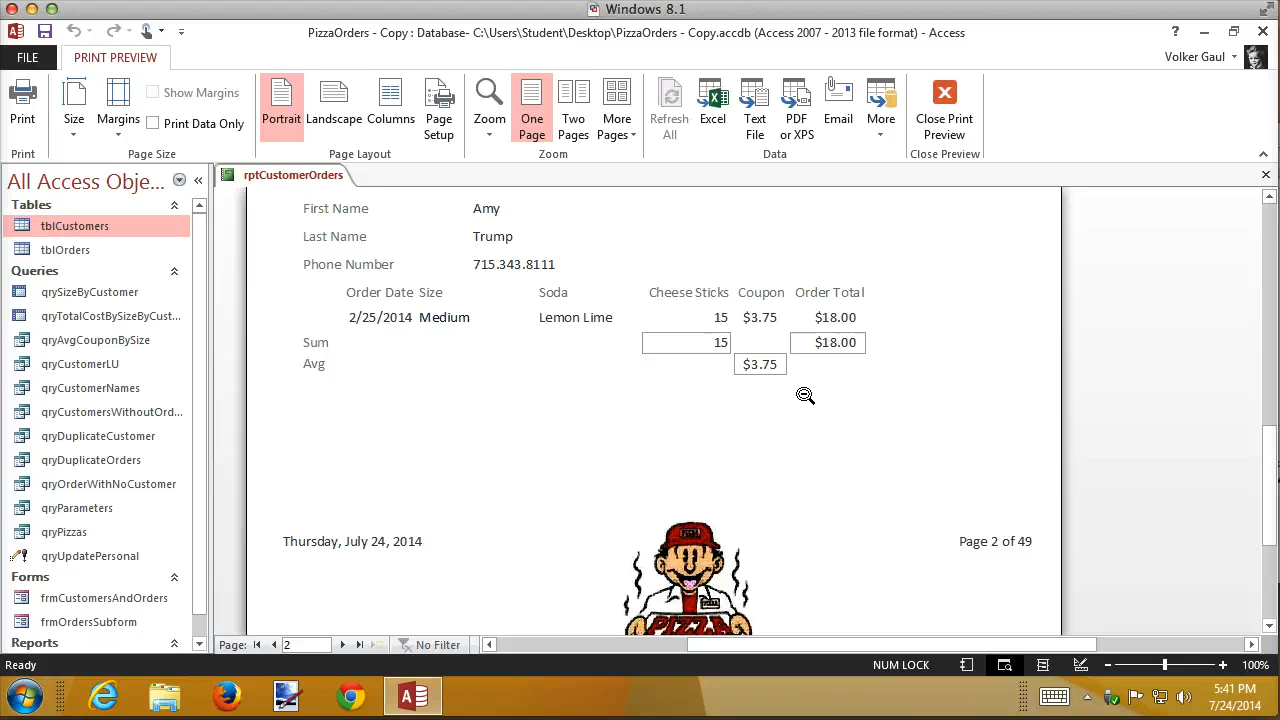 Windows 8.1
PizzaOrders - Copy : Database- C:\Users\Student\Desktop\PizzaOrders - Copy.accdb (Access 2007 - 2013 file format) - Access
FILE
PRINT PREVIEW
Volker Gaul
Print
Size
Margins
Show Margins
Print Data Only
Portrait
Landscape
Columns
Page Setup
Zoom
One Page
Two Pages
More Pages
Refresh All
Excel
Text File
PDF or XPS
Email
More
Close Print Preview
Print
Page Size
Page Layout
Zoom
Data
Close Preview
All Access Obje...
rptCustomerOrders
Tables
tblCustomers
tblOrders
Queries
qrySizeByCustomer
qryTotalCostBySizeByCust...
qryAvgCouponBySize
qryCustomerLU
qryCustomerNames
qryCustomersWithoutOrd...
qryDuplicateCustomer
qryDuplicateOrders
qryOrderWithNoCustomer
qryParameters
qryPizzas
qryUpdatePersonal
Forms
frmCustomersAndOrders
frmOrdersSubform
Reports
First Name Amy
Last Name Trump
Phone Number 715.343.8111
Order Date Size Soda Cheese Sticks Coupon Order Total
2/25/2014 Medium Lemon Lime 15 $3.75 $18.00
Sum 15 $18.00
Avg $3.75
Thursday, July 24, 2014
Page 2 of 49
PIZZA
Page: 2 No Filter
Ready
NUM LOCK
100%
5:41 PM
7/24/2014